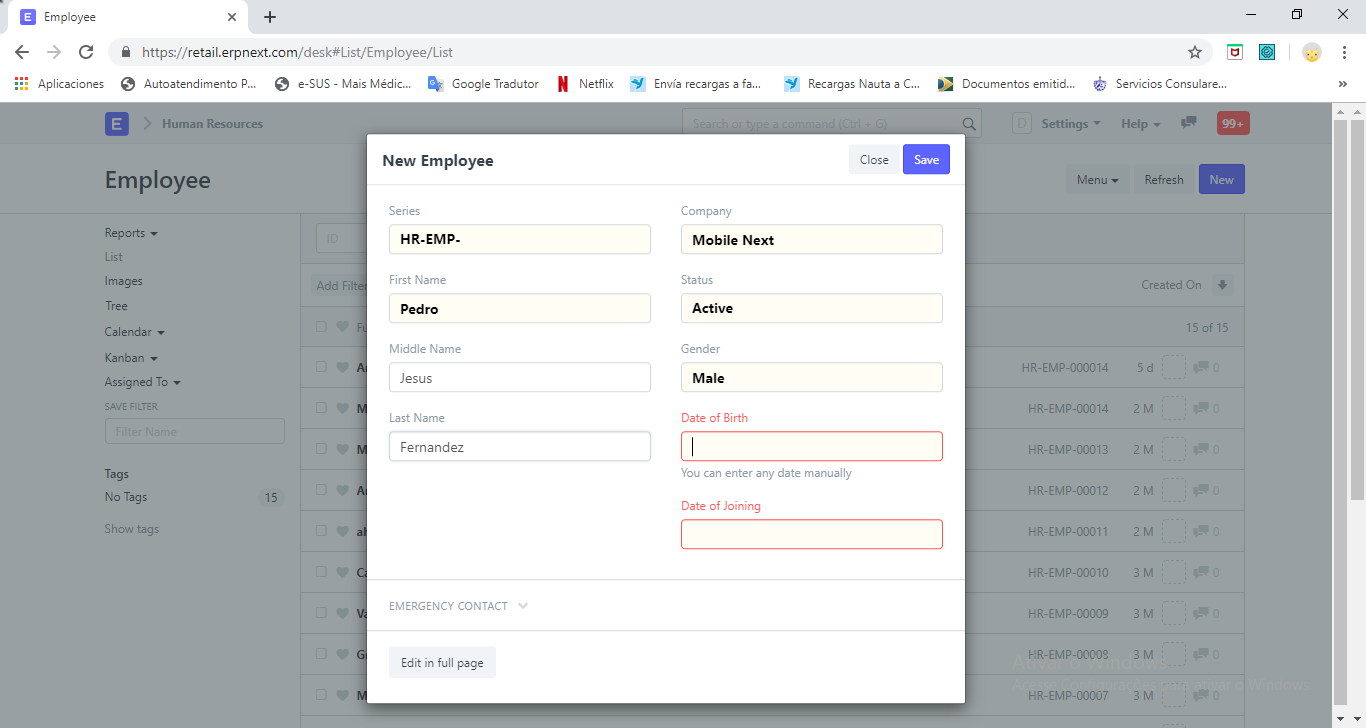 Employee
https://retail.erpnext.com/desk#List/Employee/List
Aplicaciones
Autoatendimento P...
e-SUS - Mais Médic...
Google Tradutor
Netflix
Envía recargas a fa...
Recargas Nauta a C...
Documentos emitid...
Servicios Consulare...
»
E
Human Resources
Search or type a command (Ctrl + G)
D
Settings
Help
99+
Employee
Menu
Refresh
New
Reports
List
Images
Tree
Calendar
Kanban
Assigned To
SAVE FILTER
Filter Name
Tags
No Tags 15
Show tags
ID
Add Filter
Created On
15 of 15
HR-EMP-000014 5 d 0
HR-EMP-00014 2 M 0
HR-EMP-00013 2 M 0
HR-EMP-00012 2 M 0
HR-EMP-00011 2 M 0
HR-EMP-00010 3 M 0
HR-EMP-00009 3 M 0
HR-EMP-00008 3 M 0
HR-EMP-00007 3 M 0
New Employee
Close
Save
Series
HR-EMP-
First Name
Pedro
Middle Name
Jesus
Last Name
Fernandez
Company
Mobile Next
Status
Active
Gender
Male
Date of Birth
You can enter any date manually
Date of Joining
EMERGENCY CONTACT
Edit in full page
Ativar o Windows
Acesse Configurações para ativar o Windows.